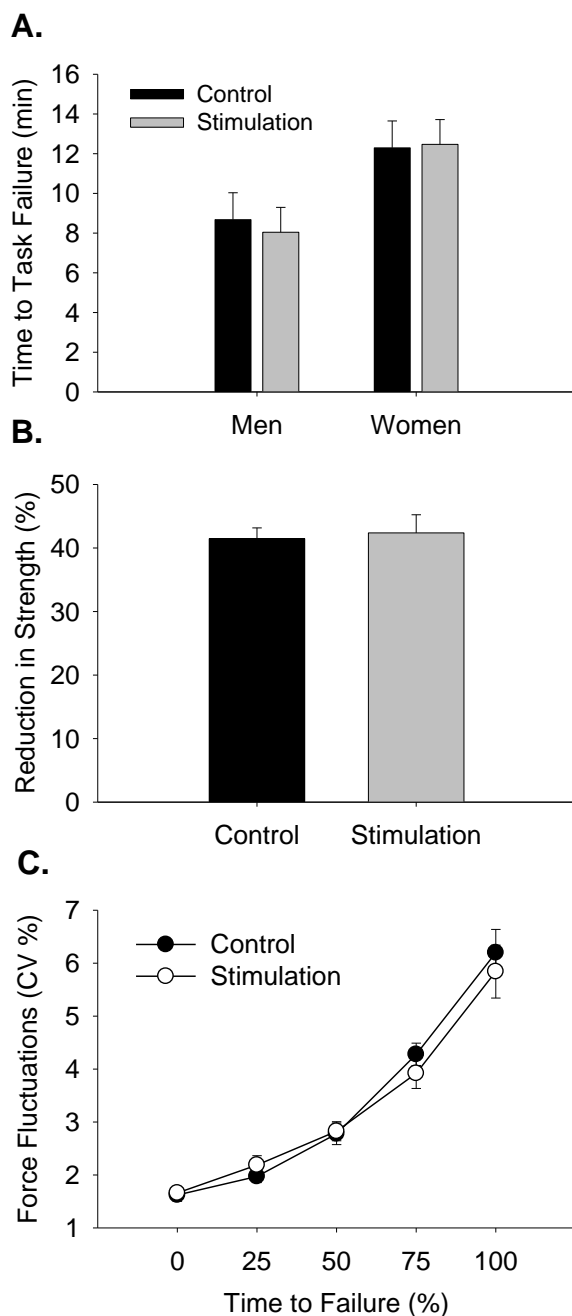 A.
Time to Task Failure (min)
16
14
12
10
8
6
4
2
0
Control
Stimulation
Men Women
B.
Reduction in Strength (%)
50
40
30
20
10
0
Control Stimulation
C.
Force Fluctuations (CV %)
7
6
5
4
3
2
1
Control
Stimulation
0 25 50 75 100
Time to Failure (%)